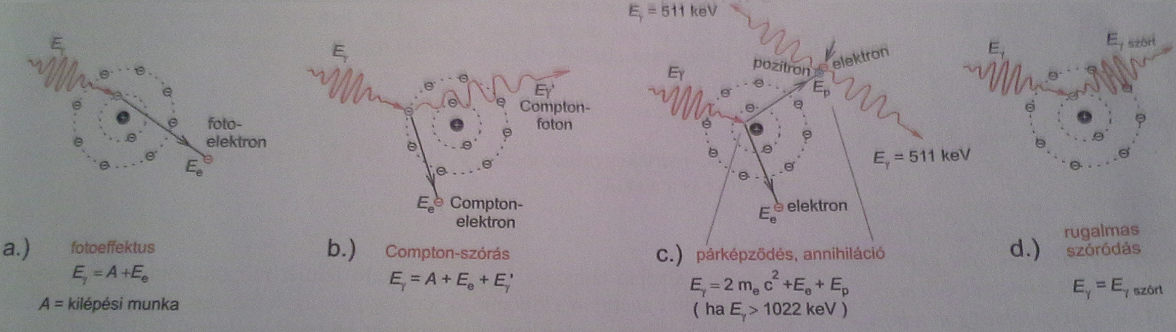 E_γ
foto-
elektron
E_e
a.) fotoeffektus
E_γ = A + E_e
A = kilépési munka
E_γ
E_γ'
Compton-
foton
E_e
Compton-
elektron
b.) Compton-szórás
E_γ = A + E_e + E_γ'
E_γ = 511 keV
elektron
pozitron
E_p
E_γ
E_γ = 511 keV
E_e
elektron
c.) párképződés, annihiláció
E_γ = 2 m_e c² + E_e + E_p
( ha E_γ > 1022 keV )
E_γ
E_γ szórt
d.) rugalmas
szóródás
E_γ = E_γ szórt